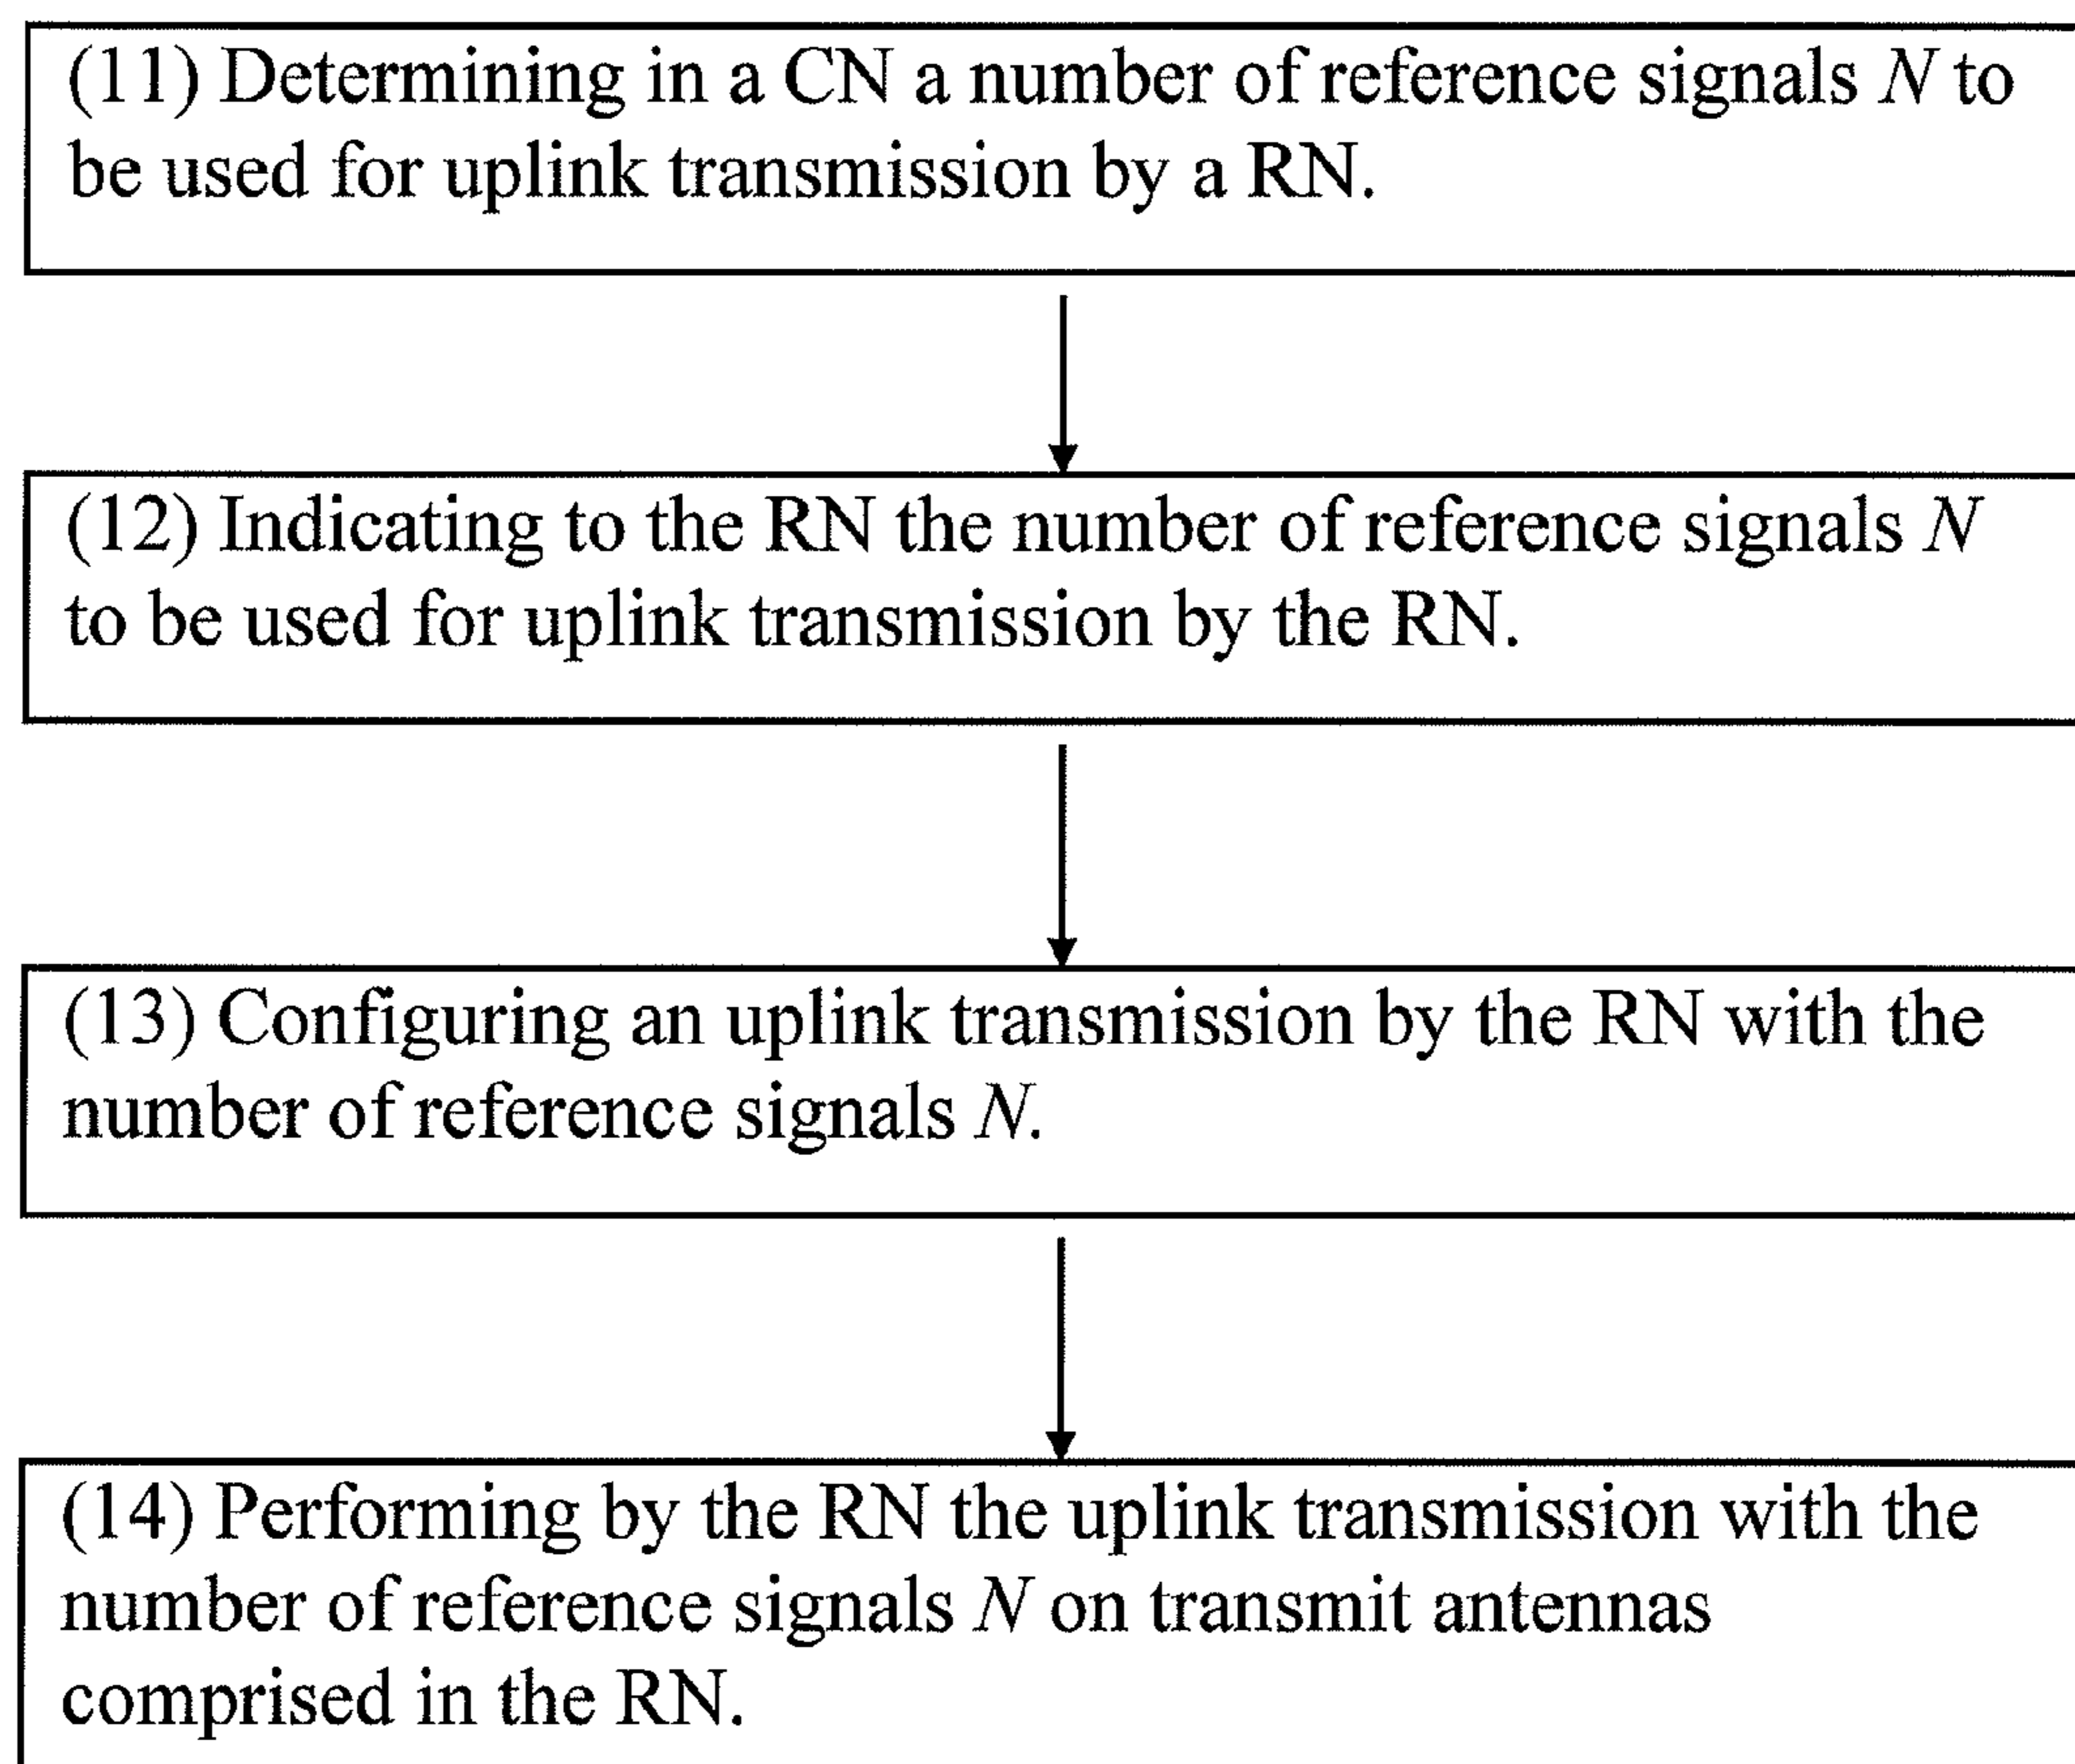 (11) Determining in a CN a number of reference signals N to
be used for uplink transmission by a RN.
(12) Indicating to the RN the number of reference signals N
to be used for uplink transmission by the RN.
(13) Configuring an uplink transmission by the RN with the
number of reference signals N.
(14) Performing by the RN the uplink transmission with the
number of reference signals N on transmit antennas
comprised in the RN.